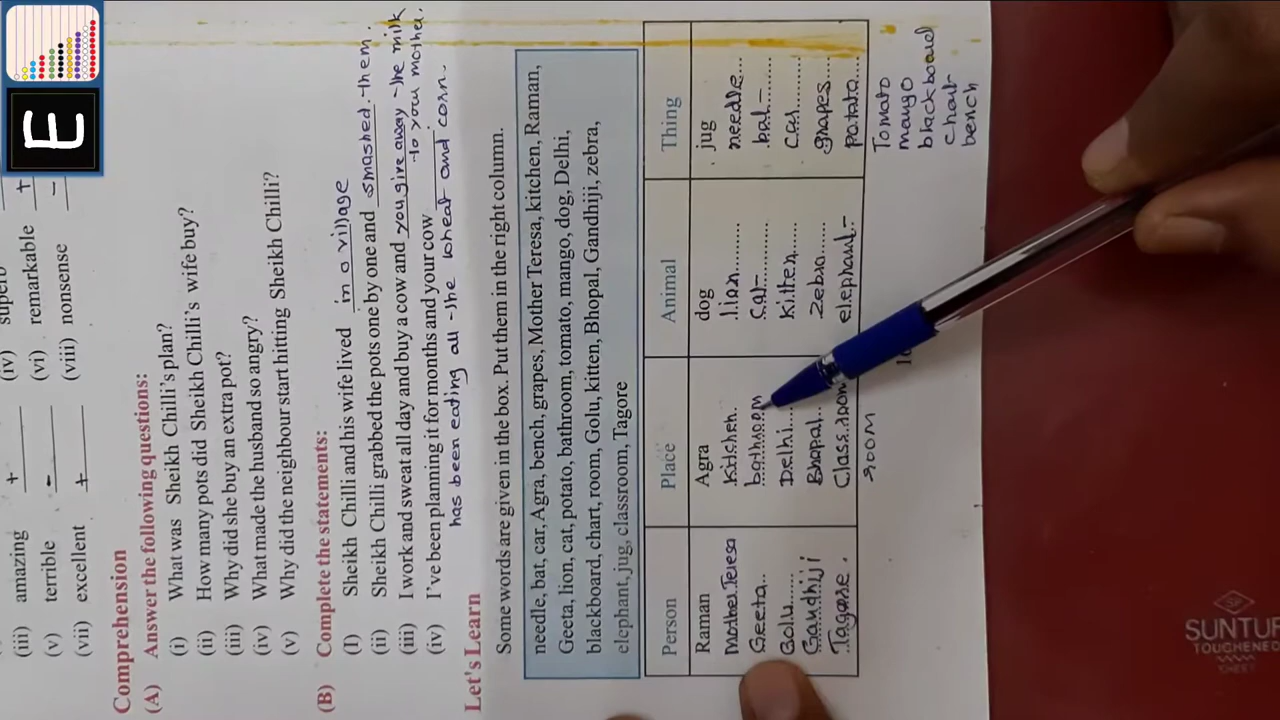 E
(iii) amazing +
(iv) superb
(v) terrible -
(vi) remarkable +
(vii) excellent +
(viii) nonsense -
Comprehension
(A) Answer the following questions:
(i) What was Sheikh Chilli's plan?
(ii) How many pots did Sheikh Chilli's wife buy?
(iii) Why did she buy an extra pot?
(iv) What made the husband so angry?
(v) Why did the neighbour start hitting Sheikh Chilli?
(B) Complete the statements:
(I) Sheikh Chilli and his wife lived in a village
(ii) Sheikh Chilli grabbed the pots one by one and smashed them.
(iii) I work and sweat all day and buy a cow and you give away the milk
to your mother.
(iv) I've been planning it for months and your cow
has been eating all the wheat and corn.
Let's Learn
Some words are given in the box. Put them in the right column.
needle, bat, car, Agra, bench, grapes, Mother Teresa, kitchen, Raman,
Geeta, lion, cat, potato, bathroom, tomato, mango, dog, Delhi,
blackboard, chart, room, Golu, kitten, Bhopal, Gandhiji, zebra,
elephant, jug, classroom, Tagore
Person Place Animal Thing
Raman Agra dog jug
Mother Teresa Kitchen. lion needle
Geeta bathroom Cat bat
Golu Delhi Kitten Car
Gandhiji Bhopal Zebra grapes
Tagore. Classroom elephant potato
room Tomato
mango
blackboard
chart
bench
SUNTUF
TOUGHENED